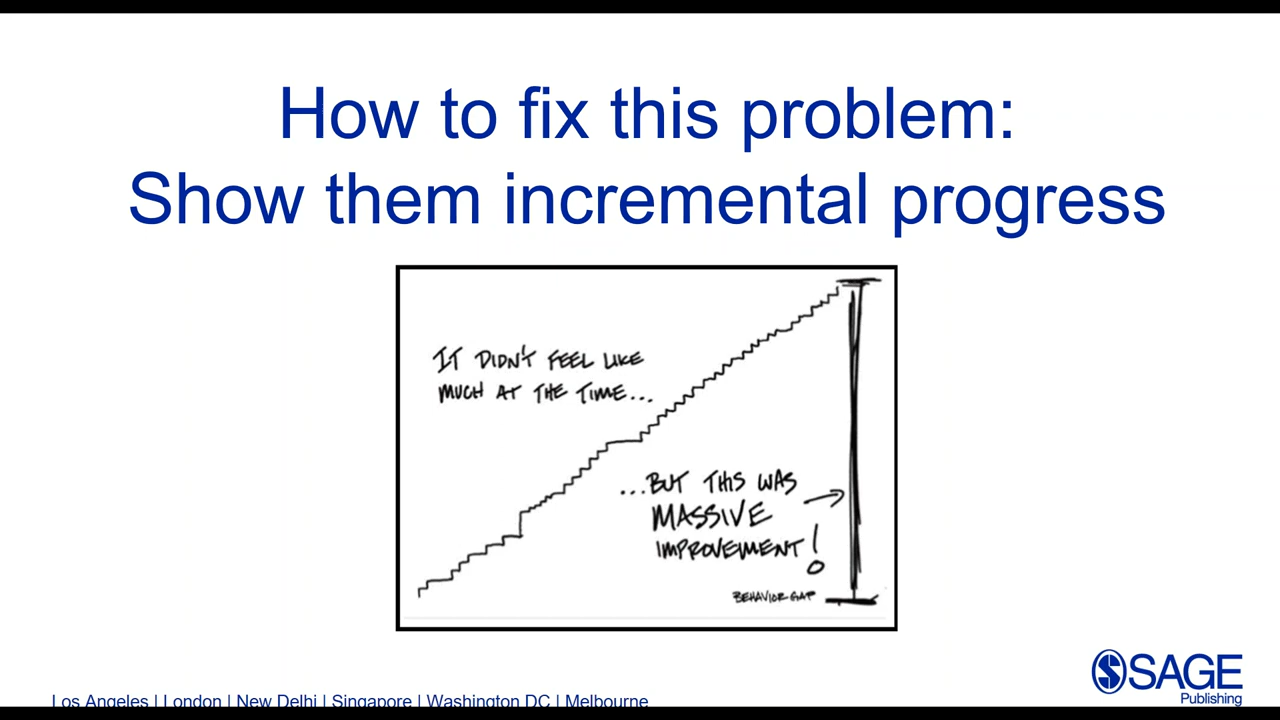 How to fix this problem:
Show them incremental progress
IT DIDN'T FEEL LIKE
MUCH AT THE TIME...
...BUT THIS WAS
MASSIVE
IMPROVEMENT!
BEHAVIOR GAP
SAGE
Publishing
Los Angeles | London | New Delhi | Singapore | Washington DC | Melbourne